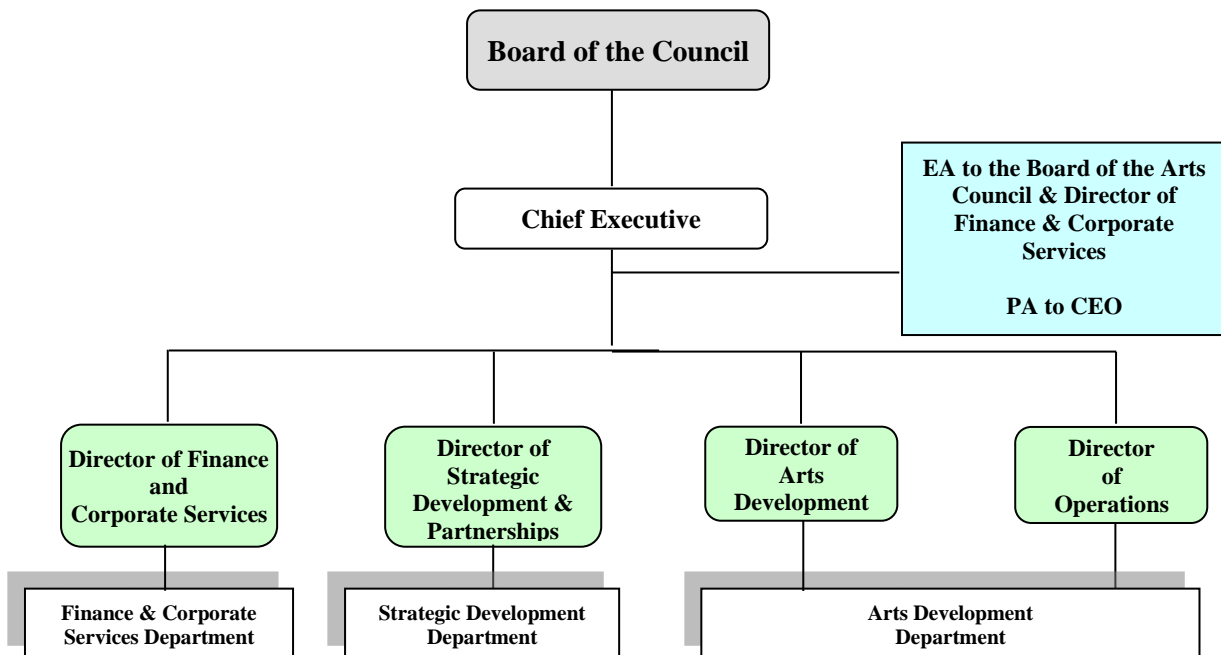 Board of the Council
EA to the Board of the Arts
Council & Director of
Finance & Corporate
Services
PA to CEO
Chief Executive
Director of Finance
and
Corporate Services
Director of
Strategic
Development &
Partnerships
Director of
Arts
Development
Director
of
Operations
Finance & Corporate
Services Department
Strategic Development
Department
Arts Development
Department